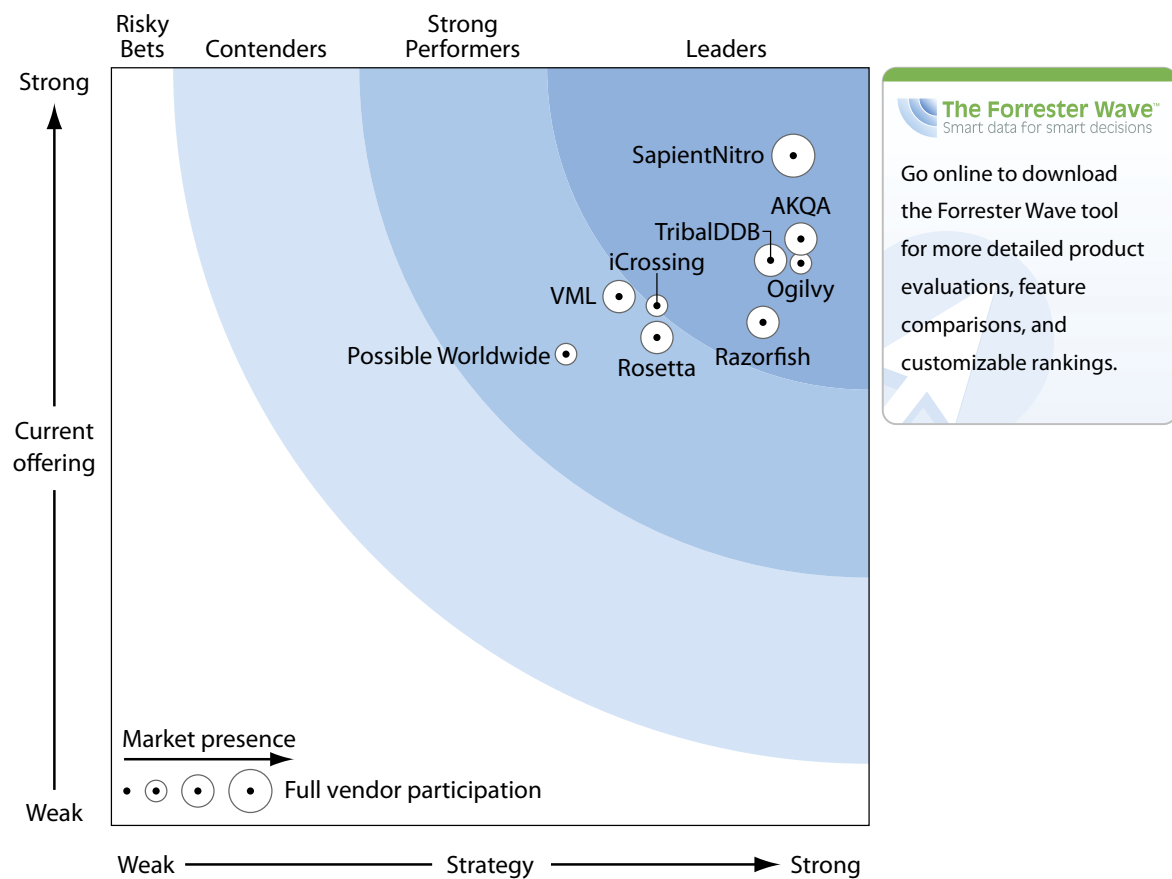 Risky
Bets
Contenders
Strong
Performers
Leaders
Strong
Current
offering
Weak
SapientNitro
AKQA
TribalDDB
iCrossing
Ogilvy
VML
Possible Worldwide
Rosetta
Razorfish
Market presence
Full vendor participation
Weak
Strategy
Strong
The Forrester Wave™
Smart data for smart decisions
Go online to download
the Forrester Wave tool
for more detailed product
evaluations, feature
comparisons, and
customizable rankings.